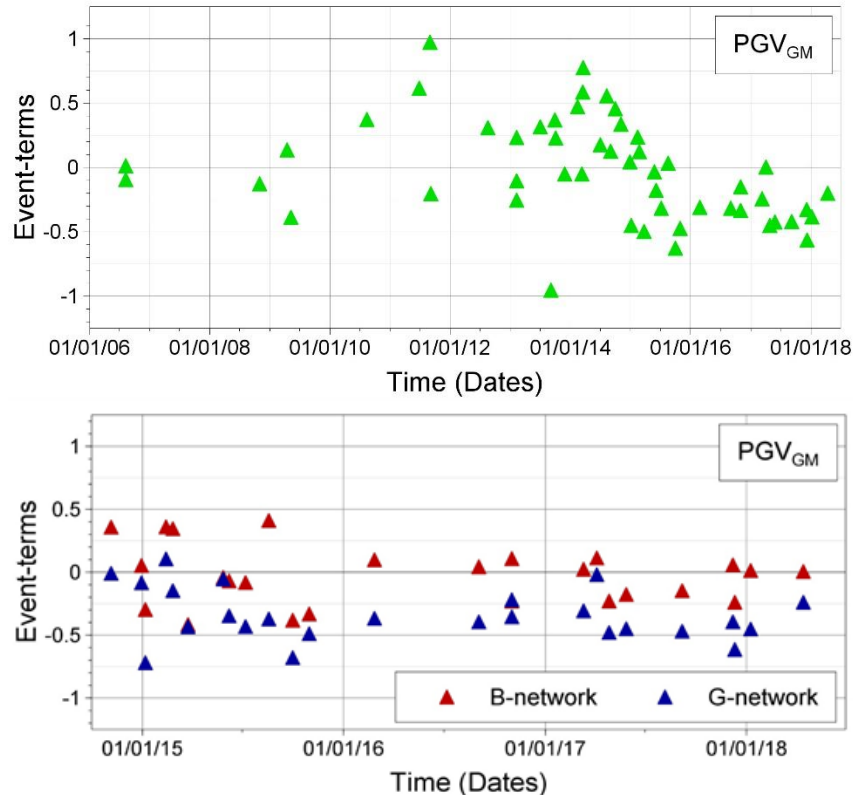 PGVGM
Event-terms
1
0.5
0
-0.5
-1
01/01/06 01/01/08 01/01/10 01/01/12 01/01/14 01/01/16 01/01/18
Time (Dates)
PGVGM
Event-terms
1
0.5
0
-0.5
-1
B-network G-network
01/01/15 01/01/16 01/01/17 01/01/18
Time (Dates)